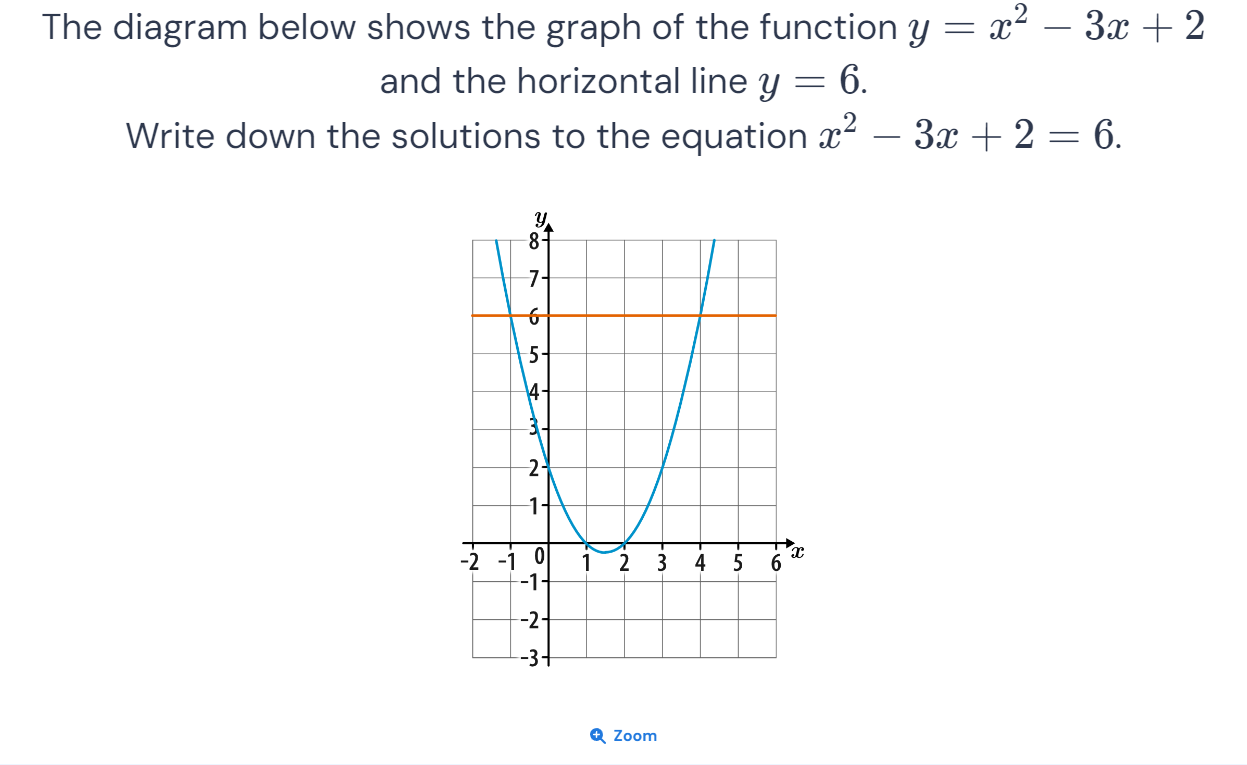 The diagram below shows the graph of the function y = x² − 3x + 2
and the horizontal line y = 6.
Write down the solutions to the equation x² − 3x + 2 = 6.
y
8
7
6
5
4
3
2
1
-2 -1 0 1 2 3 4 5 6 x
-1
-2
-3
Zoom